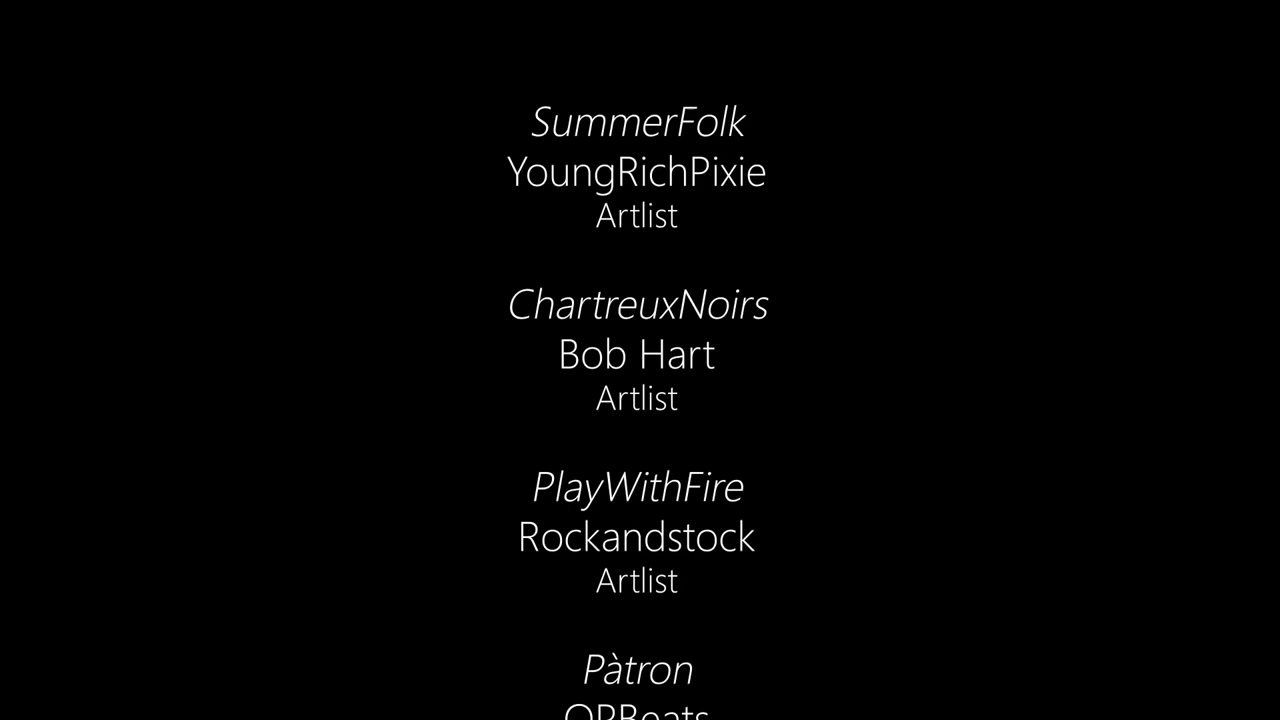 SummerFolk
YoungRichPixie
Artlist
ChartreuxNoirs
Bob Hart
Artlist
PlayWithFire
Rockandstock
Artlist
Pàtron